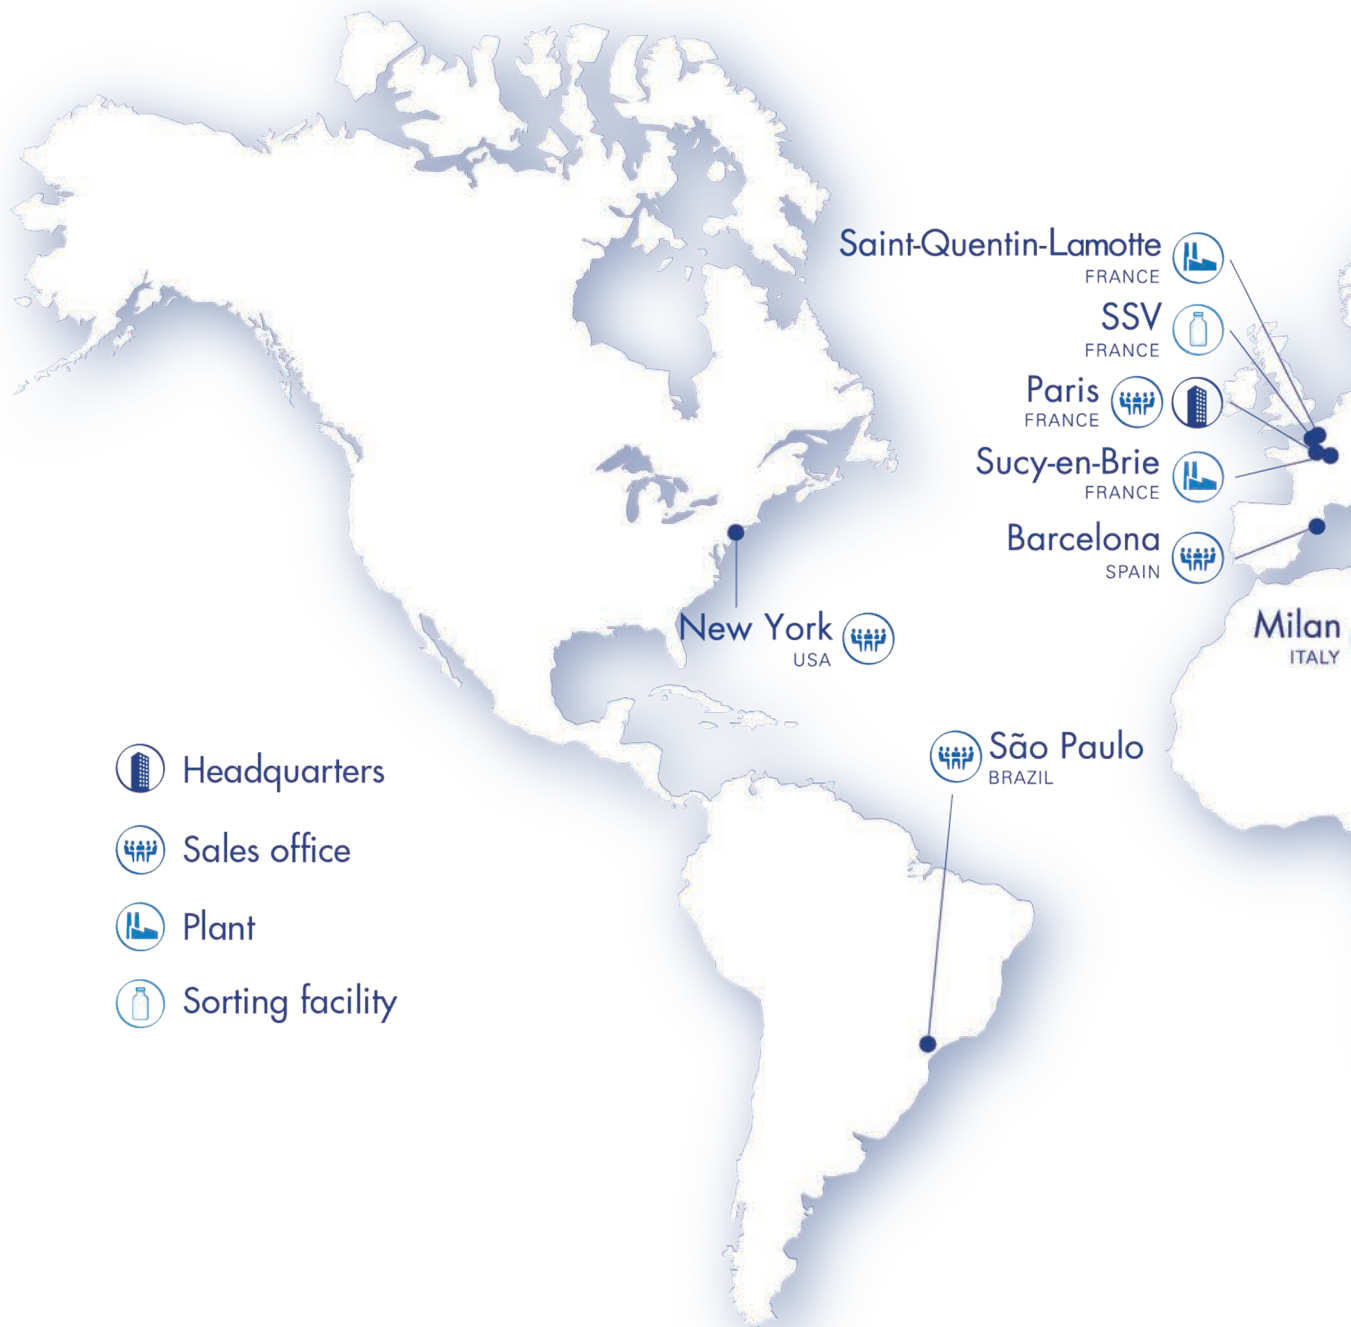 Saint-Quentin-Lamotte
FRANCE
SSV
FRANCE
Paris
FRANCE
Sucy-en-Brie
FRANCE
Barcelona
SPAIN
Milan
ITALY
New York
USA
São Paulo
BRAZIL
Headquarters
Sales office
Plant
Sorting facility